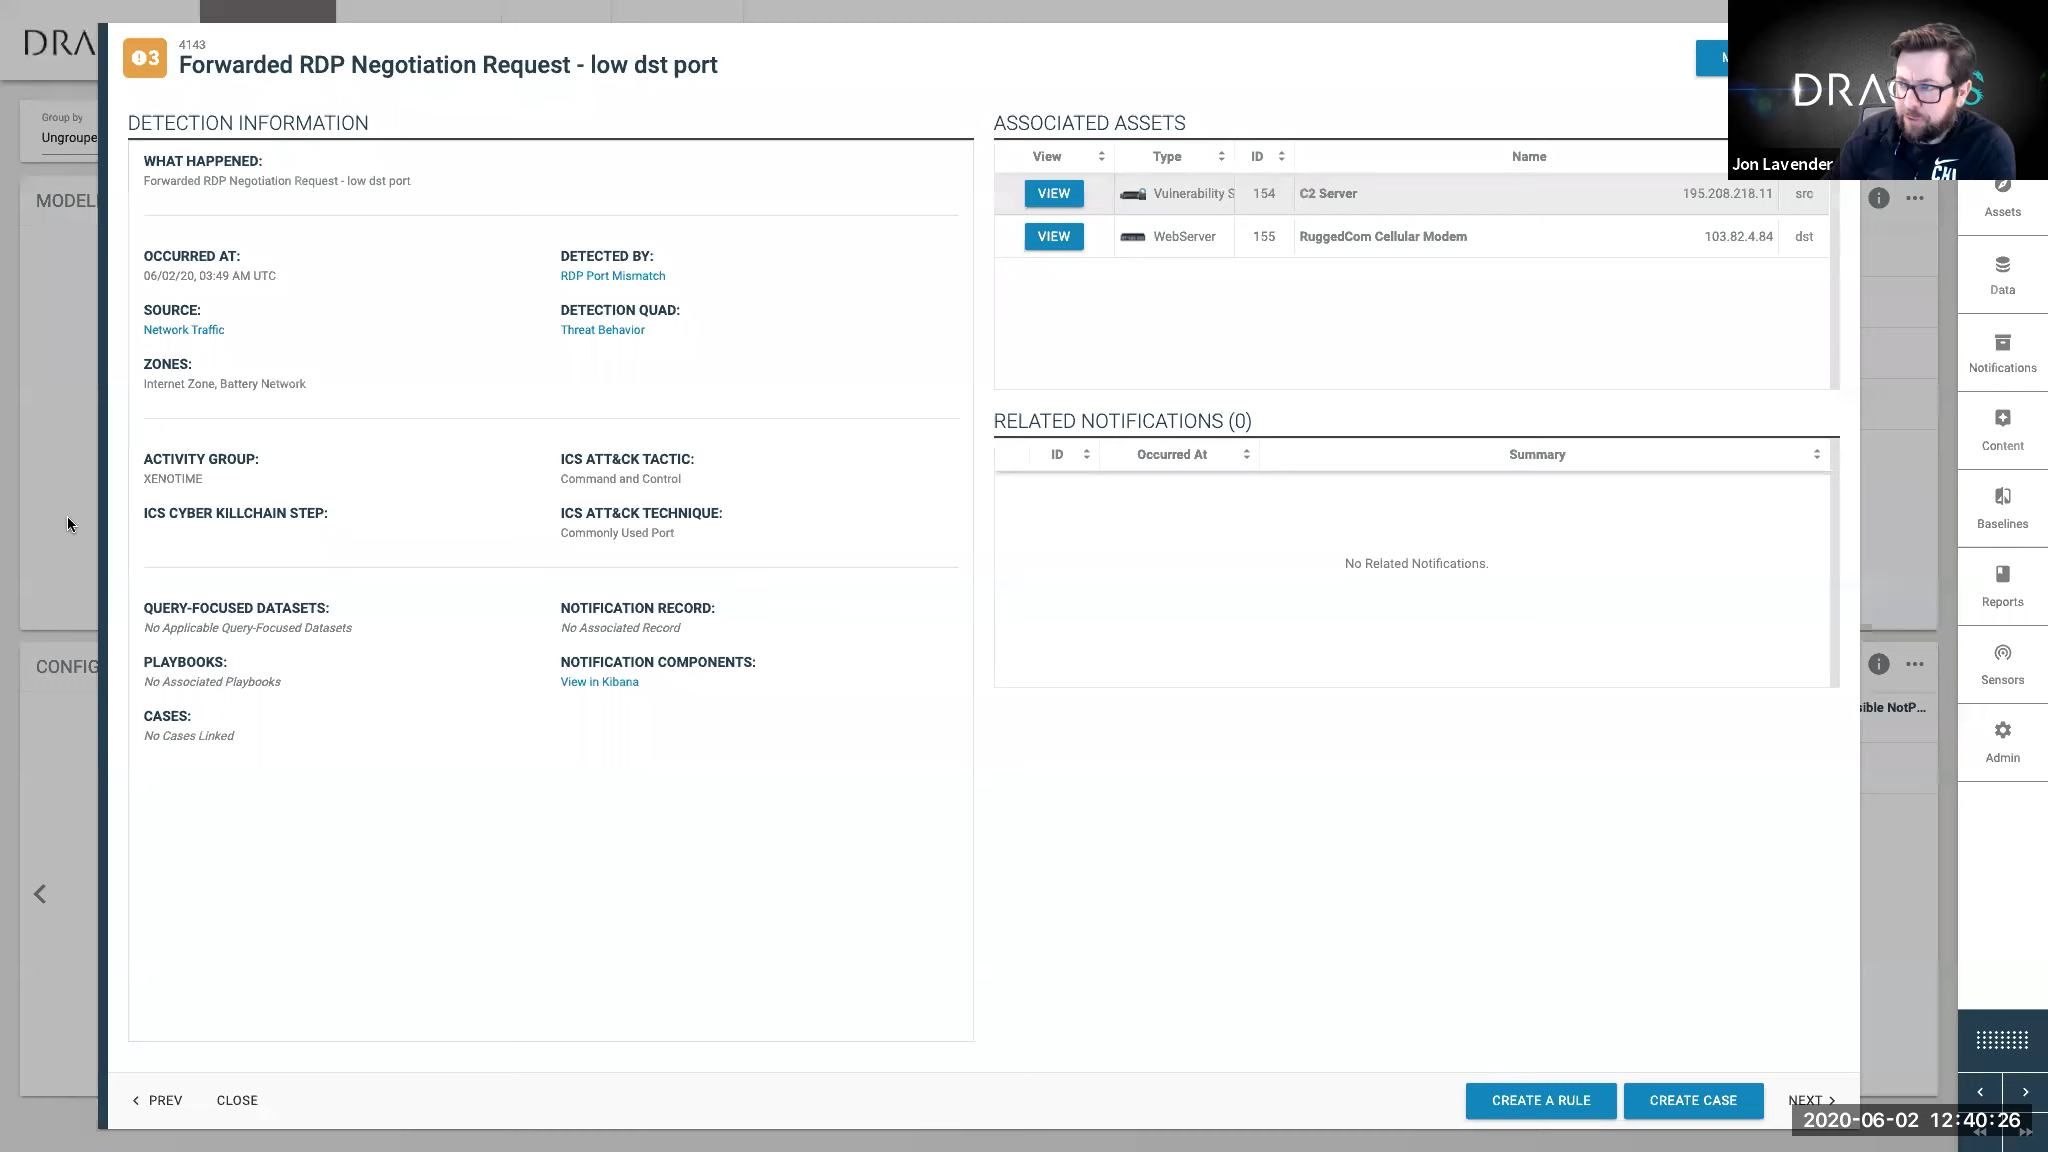 DRA
3
4143
Forwarded RDP Negotiation Request - low dst port
M
DRA S
Jon Lavender
Group by
Ungroupe
MODEL
CONFIG
DETECTION INFORMATION
WHAT HAPPENED:
Forwarded RDP Negotiation Request - low dst port
OCCURRED AT:
06/02/20, 03:49 AM UTC
DETECTED BY:
RDP Port Mismatch
SOURCE:
Network Traffic
DETECTION QUAD:
Threat Behavior
ZONES:
Internet Zone, Battery Network
ACTIVITY GROUP:
XENOTIME
ICS ATT&CK TACTIC:
Command and Control
ICS CYBER KILLCHAIN STEP:
ICS ATT&CK TECHNIQUE:
Commonly Used Port
QUERY-FOCUSED DATASETS:
No Applicable Query-Focused Datasets
NOTIFICATION RECORD:
No Associated Record
PLAYBOOKS:
No Associated Playbooks
NOTIFICATION COMPONENTS:
View in Kibana
CASES:
No Cases Linked
ASSOCIATED ASSETS
View Type ID Name
VIEW Vulnerability S 154 C2 Server 195.208.218.11 src
VIEW WebServer 155 RuggedCom Cellular Modem 103.82.4.84 dst
RELATED NOTIFICATIONS (0)
ID Occurred At Summary
No Related Notifications.
Assets
Data
Notifications
Content
Baselines
Reports
Sensors
Admin
sible NotP...
PREV CLOSE
CREATE A RULE
CREATE CASE
NEXT
2020-06-02 12:40:26